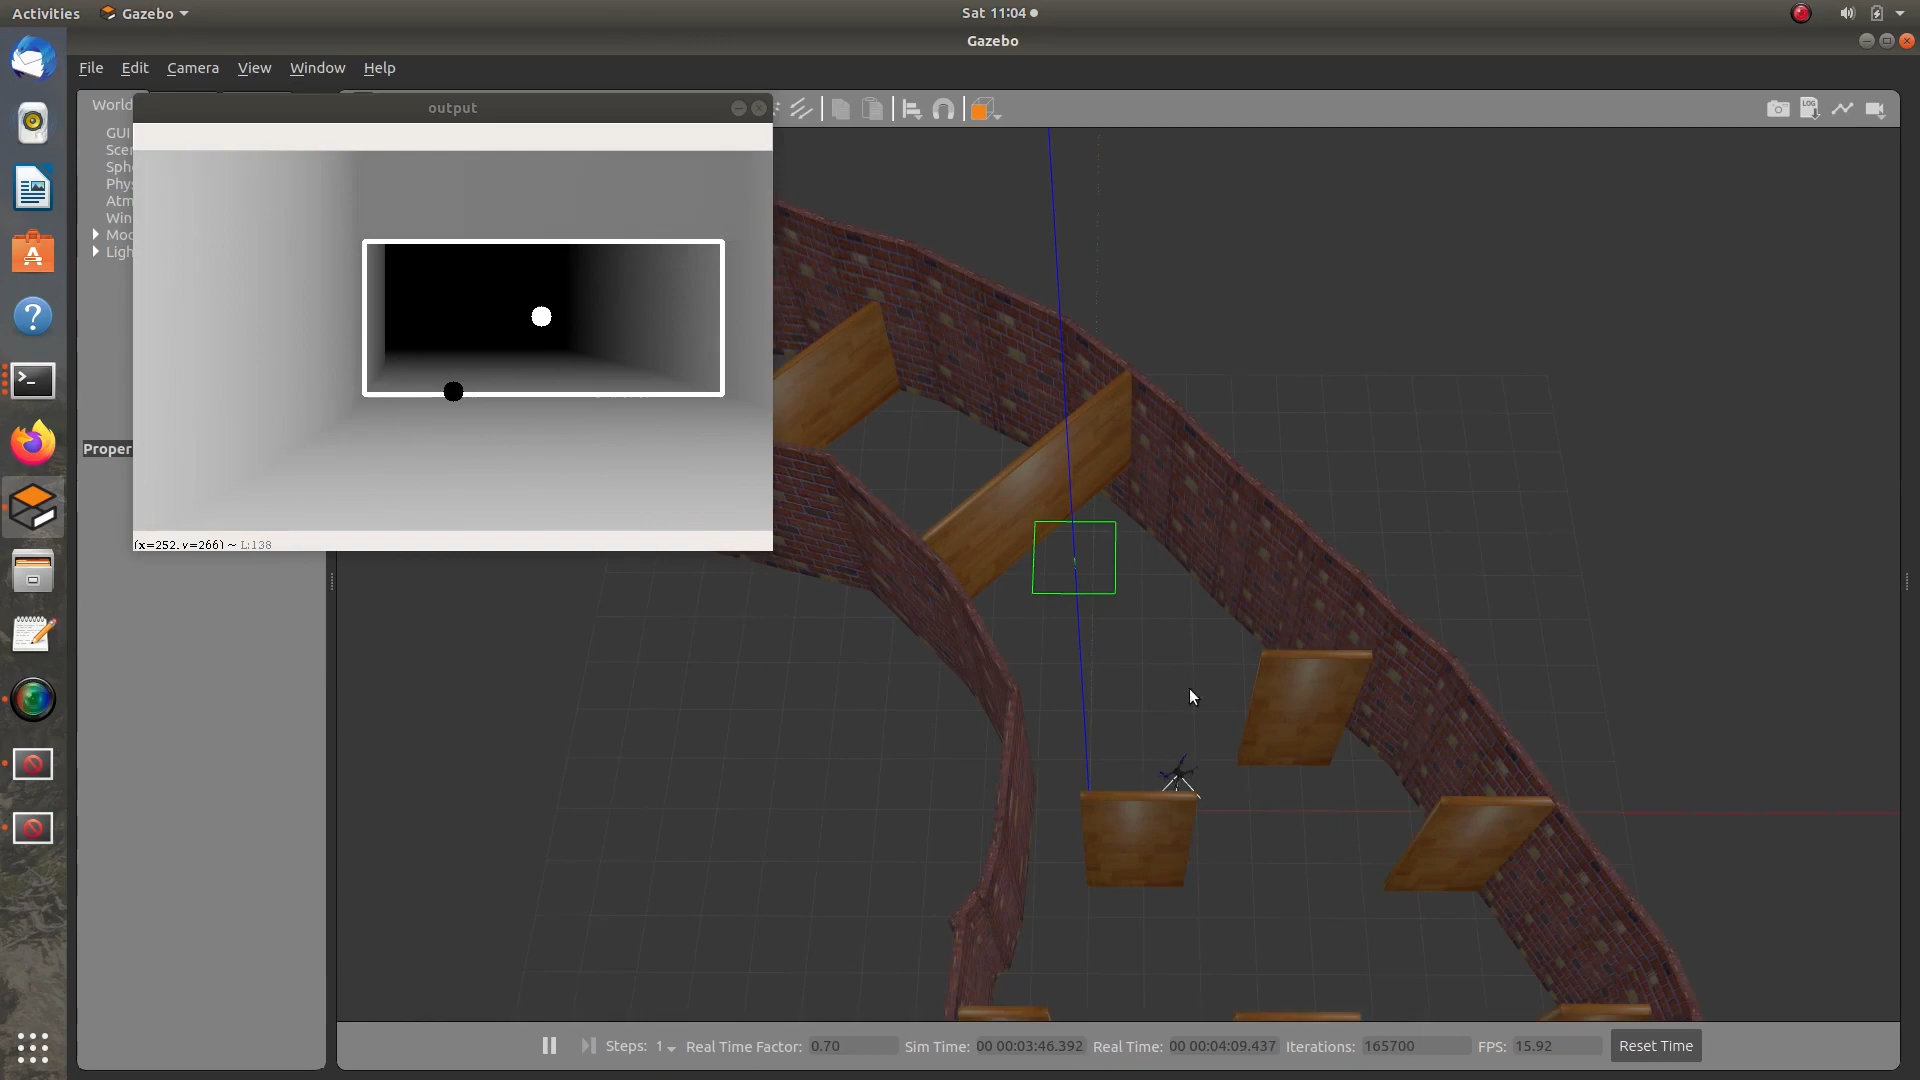 Activities Gazebo Sat 11:04
Gazebo
File Edit Camera View Window Help
World
output
GUI
Scen
Sphe
Phys
Atm
Win
Mod
Ligh
Proper
(x=252, y=266) ~ L:138
Steps: 1 Real Time Factor: 0.70 Sim Time: 00 00:03:46.392 Real Time: 00 00:04:09.437 Iterations: 165700 FPS: 15.92 Reset Time